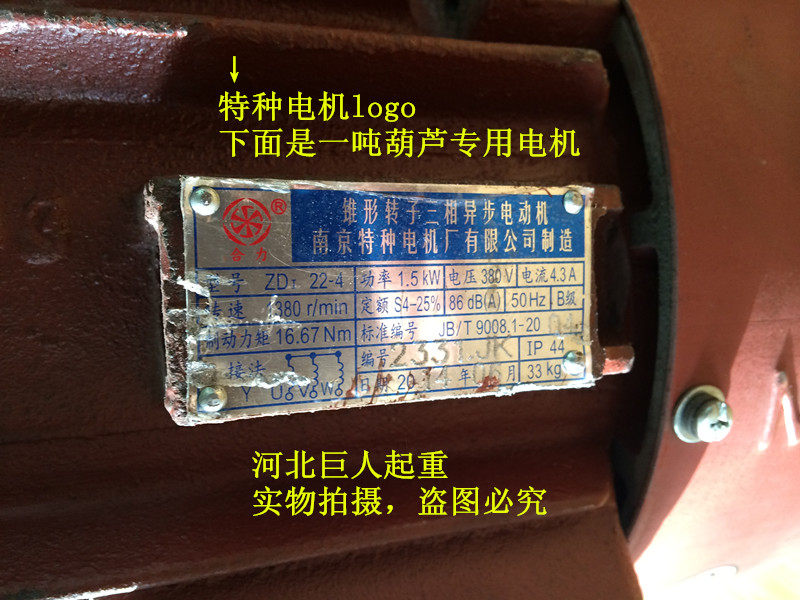 ↓
特种电机logo
下面是一吨葫芦专用电机
锥形转子三相异步电动机
南京特种电机厂有限公司制造
®
合力
型号 ZD₁ 22-4 功率 1.5 kW 电压 380 V 电流 4.3 A
转速 1380 r/min 定额 S4-25% 86 dB(A) 50 Hz B级
制动力矩 16.67 Nm 标准编号 JB/T 9008.1-20
接法 编号 2331JK IP 44
Y U V W 日期 2014 年 月 33 kg
河北巨人起重
实物拍摄，盗图必究